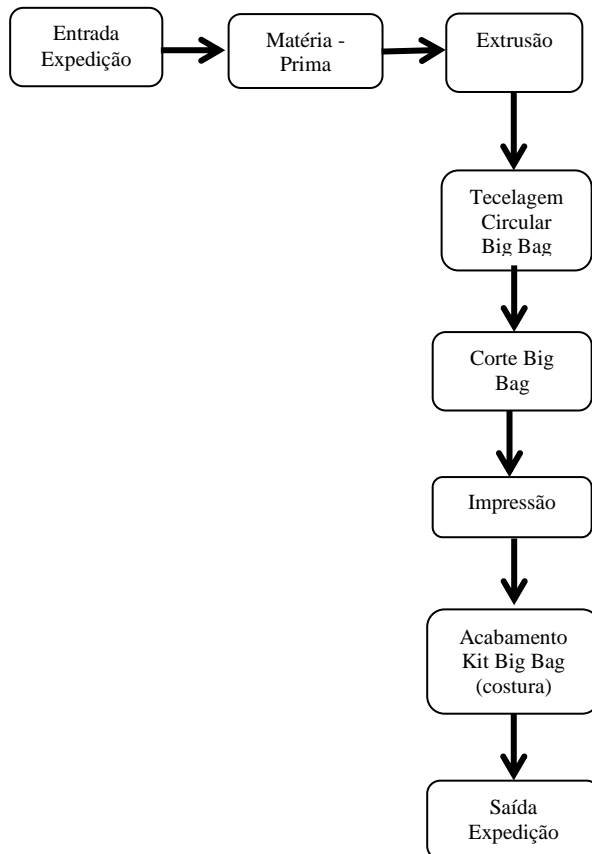 Entrada
Expedição
Matéria -
Prima
Extrusão
Tecelagem
Circular
Big Bag
Corte Big
Bag
Impressão
Acabamento
Kit Big Bag
(costura)
Saída
Expedição